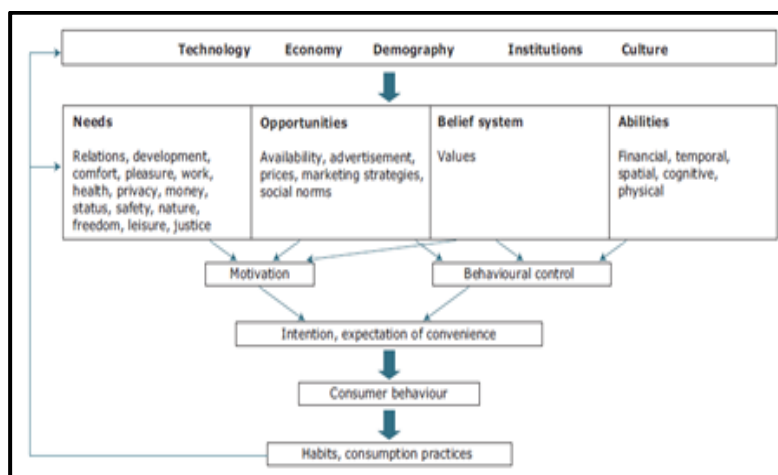 Technology Economy Demography Institutions Culture
Needs
Relations, development,
comfort, pleasure, work,
health, privacy, money,
status, safety, nature,
freedom, leisure, justice
Opportunities
Availability, advertisement,
prices, marketing strategies,
social norms
Belief system
Values
Abilities
Financial, temporal,
spatial, cognitive,
physical
Motivation
Behavioural control
Intention, expectation of convenience
Consumer behaviour
Habits, consumption practices